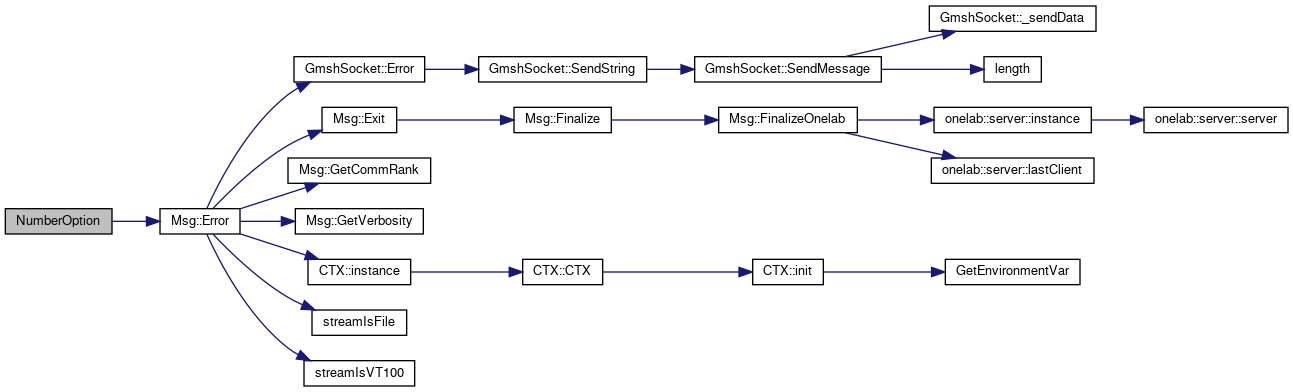 GmshSocket::_sendData
GmshSocket::Error
GmshSocket::SendString
GmshSocket::SendMessage
length
Msg::Exit
Msg::Finalize
Msg::FinalizeOnelab
onelab::server::instance
onelab::server::server
Msg::GetCommRank
onelab::server::lastClient
NumberOption
Msg::Error
Msg::GetVerbosity
CTX::instance
CTX::CTX
CTX::init
GetEnvironmentVar
streamIsFile
streamIsVT100